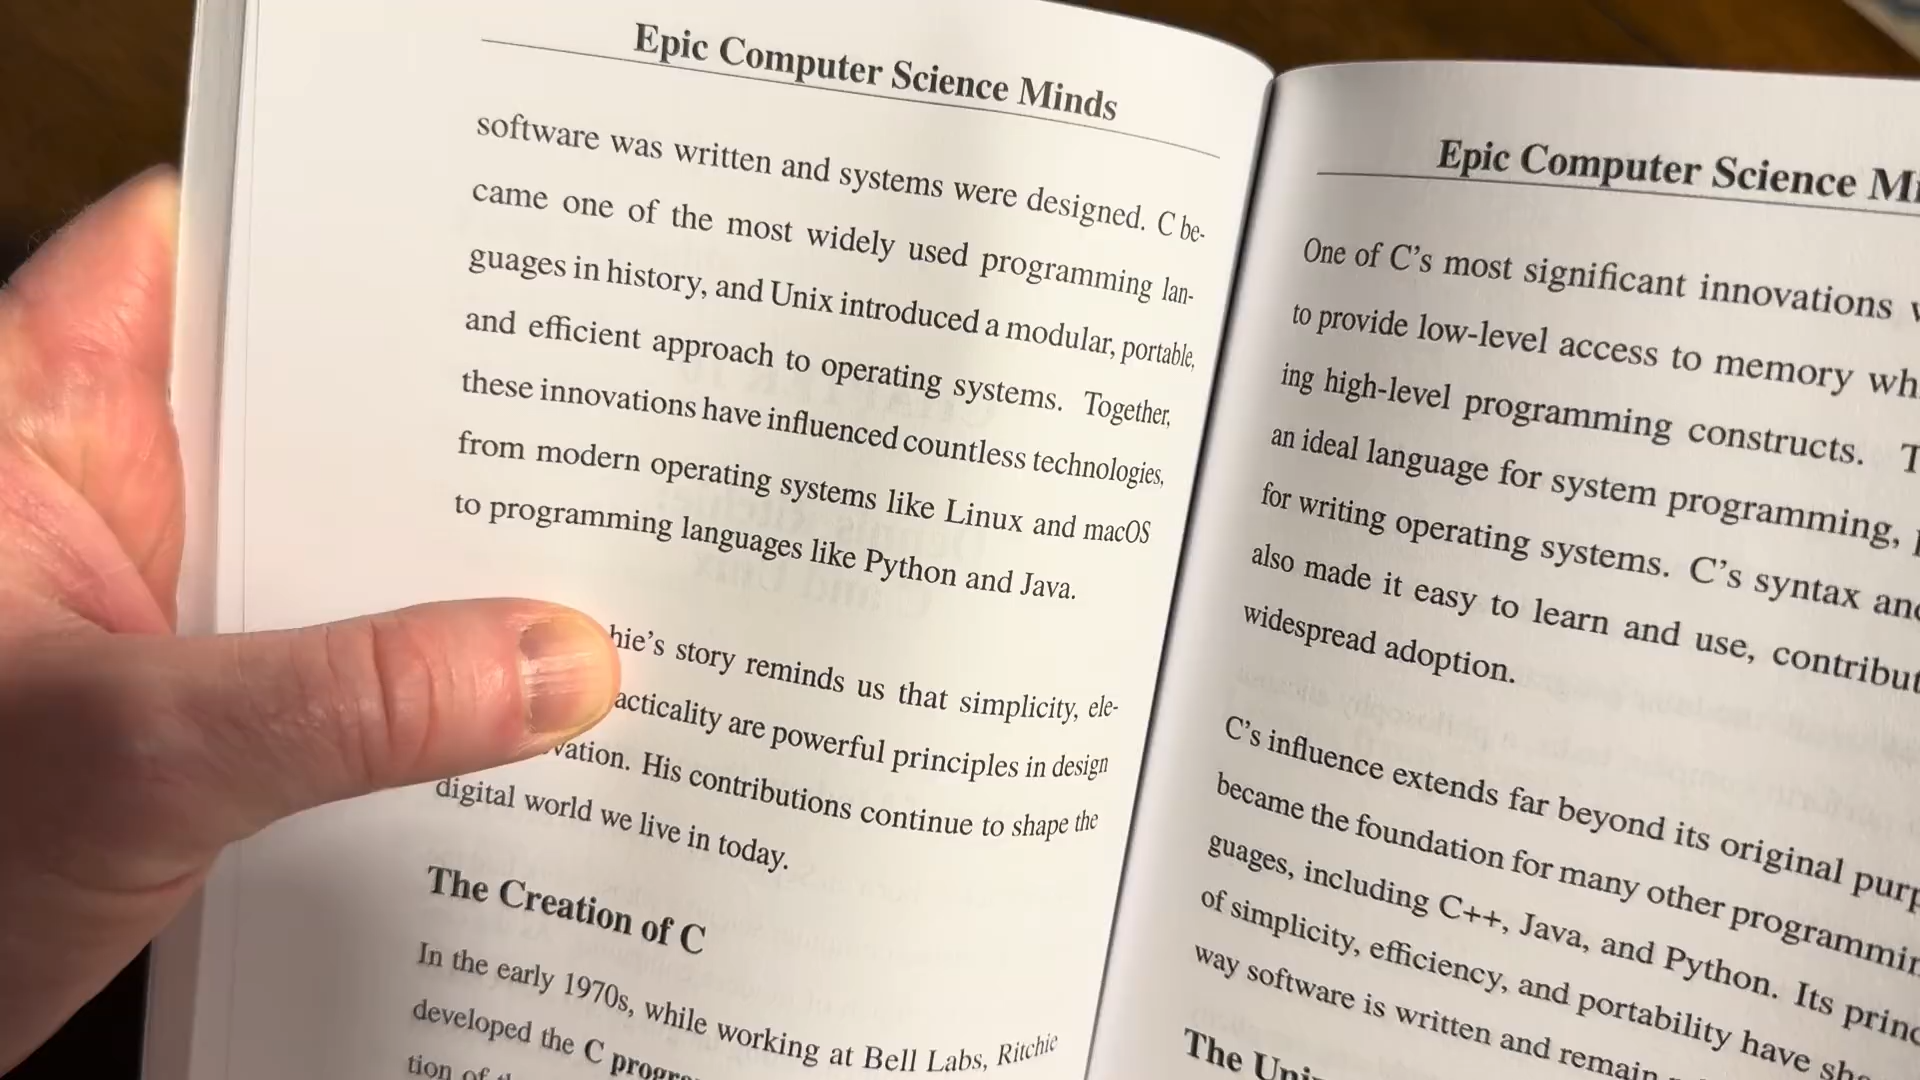 Epic Computer Science Minds
software was written and systems were designed. C be-
came one of the most widely used programming lan-
guages in history, and Unix introduced a modular, portable,
and efficient approach to operating systems. Together,
these innovations have influenced countless technologies,
from modern operating systems like Linux and macOS
to programming languages like Python and Java.
story reminds us that simplicity, ele-
are powerful principles in design
His contributions continue to shape the
digital world we live in today.
The Creation of C
In the early 1970s, while working at Bell Labs, Ritchie
developed the C
tion of
Epic Computer Science
One of C's most significant innovations
to provide low-level access to memory
ing high-level programming constructs.
an ideal language for system programming,
for writing operating systems. C's syntax
also made it easy to learn and use,
widespread adoption.
C's influence extends far beyond its original
became the foundation for many other
guages, including C++, Java, and Python. Its
of simplicity, efficiency, and portability have
way software is written and remain
The